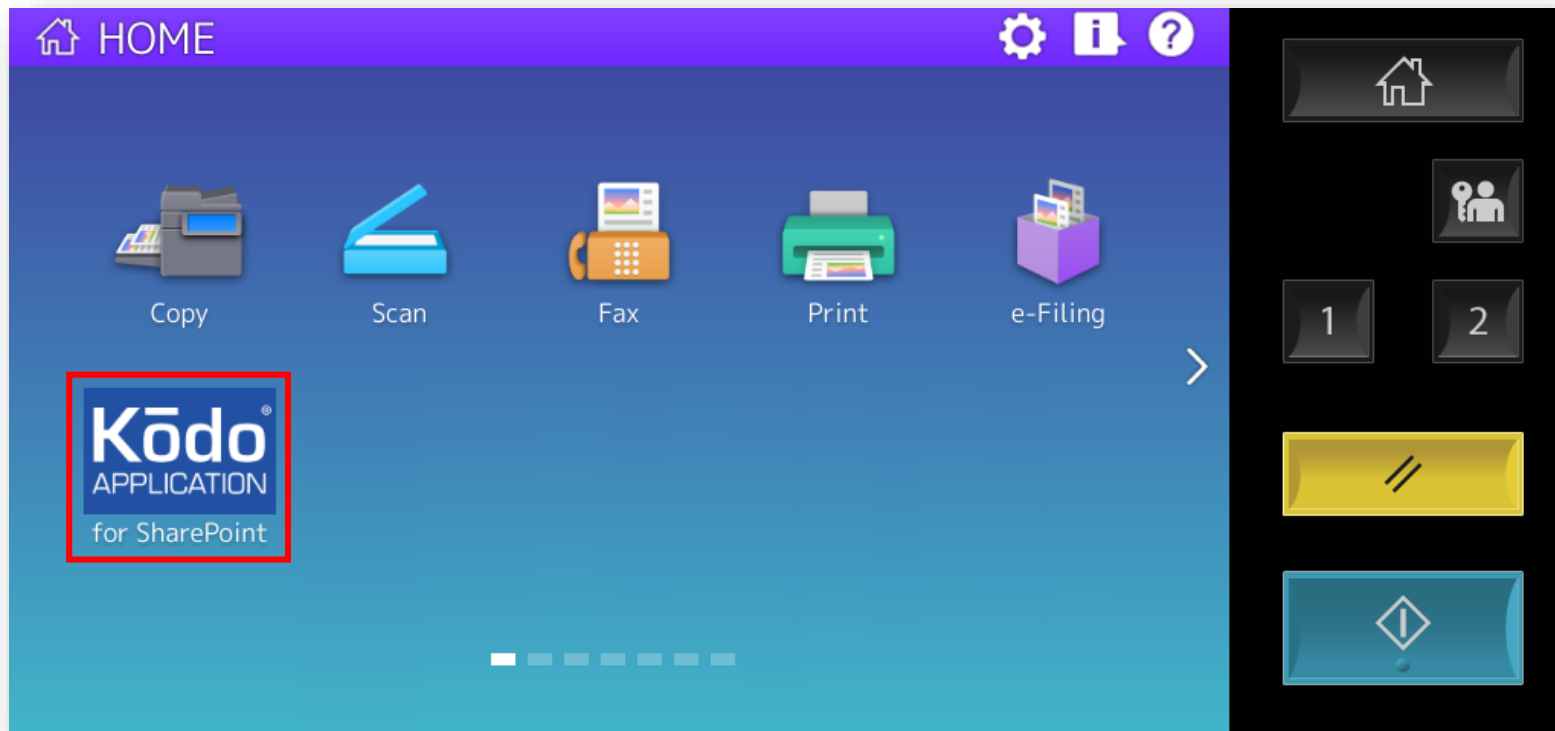 HOME
i ?
Copy Scan Fax Print e-Filing
1 2
Kōdo®
APPLICATION
for SharePoint